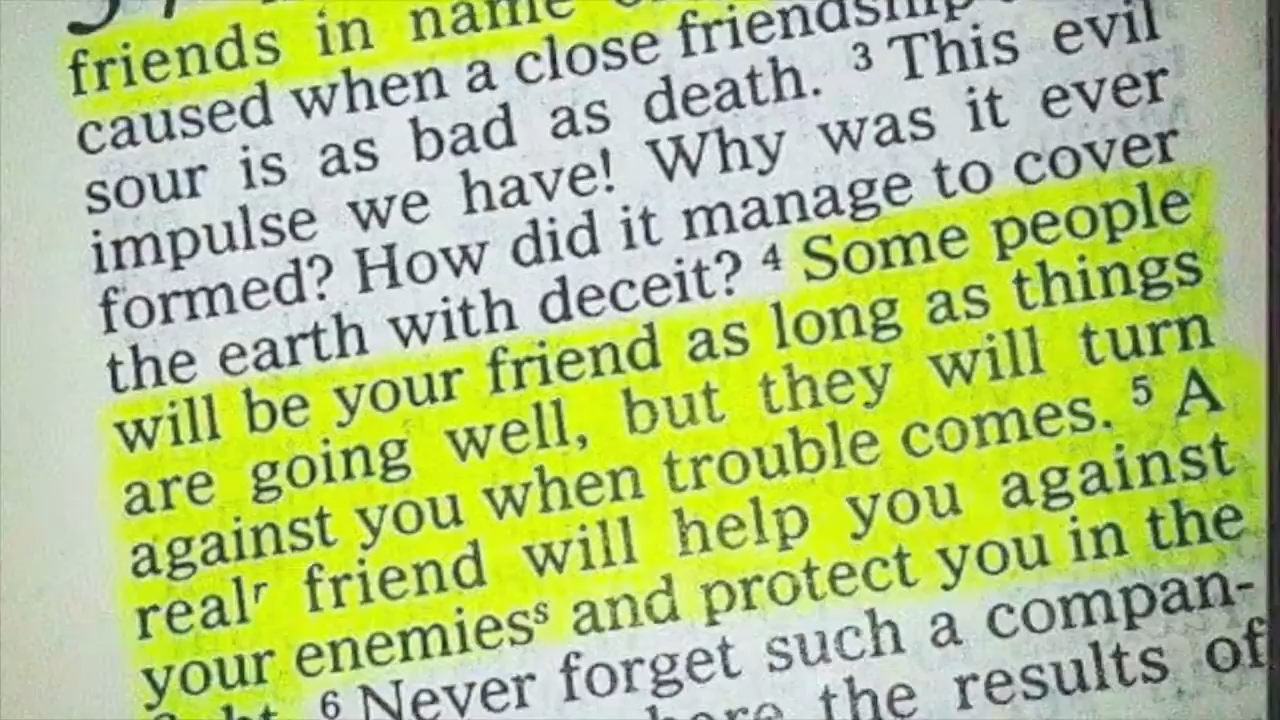 friends in name
caused when a close friendship
sour is as bad as death. ³ This evil
impulse we have! Why was it ever
formed? How did it manage to cover
the earth with deceit? ⁴ Some people
will be your friend as long as things
are going well, but they will turn
against you when trouble comes. ⁵ A
realʳ friend will help you against
your enemiesˢ and protect you in the
⁶ Never forget such a compan-
the results of